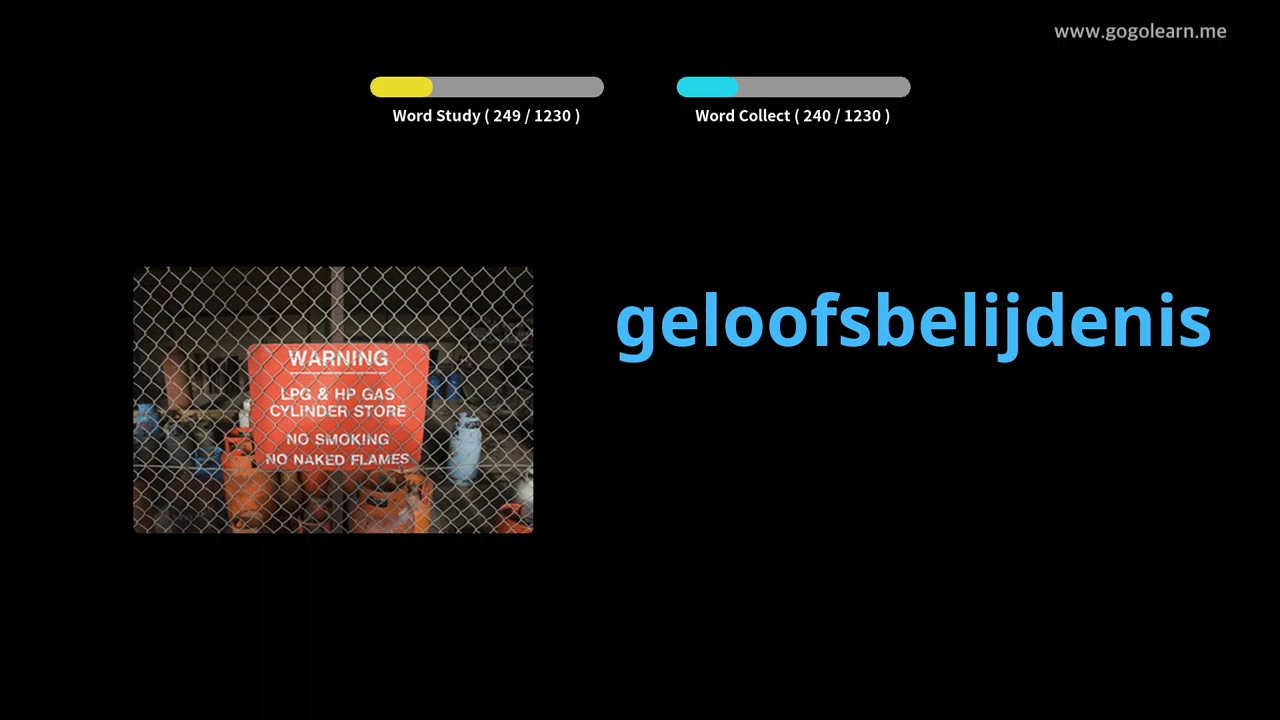 www.gogolearn.me
Word Study ( 249 / 1230 )
Word Collect ( 240 / 1230 )
geloofsbelijdenis
WARNING
LPG & HP GAS
CYLINDER STORE
NO SMOKING
NO NAKED FLAMES